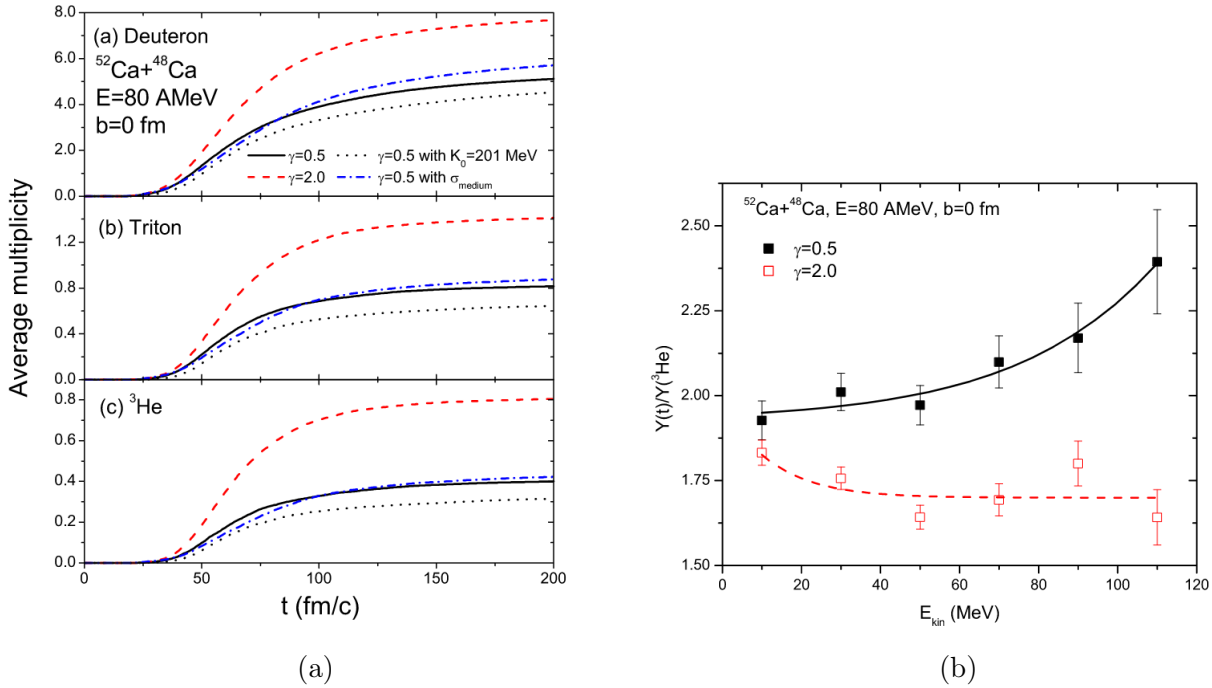 8.0
(a) Deuteron
⁵²Ca+⁴⁸Ca
6.0
E=80 AMeV
b=0 fm
4.0
2.0
γ=0.5
γ=0.5 with K₀=201 MeV
γ=2.0
γ=0.5 with σ_medium
0.0
(b) Triton
1.2
0.8
0.4
0.0
(c) ³He
0.8
0.6
0.4
0.2
0.0
0 50 100 150 200
t (fm/c)
Average multiplicity
(a)
⁵²Ca+⁴⁸Ca, E=80 AMeV, b=0 fm
γ=0.5
γ=2.0
2.50
2.25
2.00
1.75
1.50
Y(t)/Y(³He)
0 20 40 60 80 100 120
E_kin (MeV)
(b)